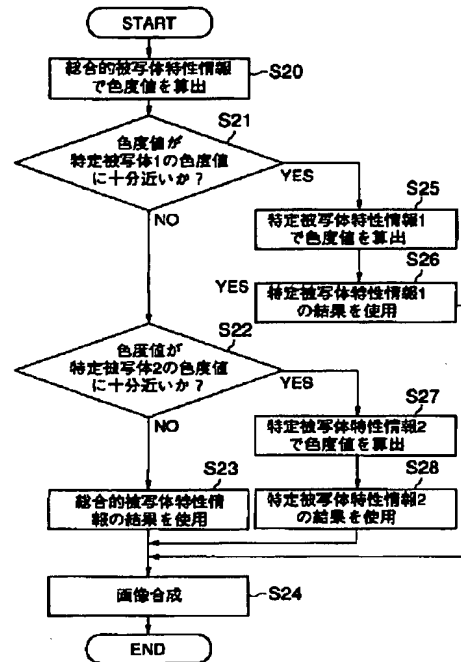 START
総合的被写体特性情報
で色度値を算出
S20
色度値が
特定被写体1の色度値
に十分近いか?
S21
YES
NO
S25
特定被写体特性情報1
で色度値を算出
S26
YES
特定被写体特性情報1
の結果を使用
S22
色度値が
特定被写体2の色度値
に十分近いか?
YES
NO
S27
特定被写体特性情報2
で色度値を算出
S23
総合的被写体特性情
報の結果を使用
S28
特定被写体特性情報2
の結果を使用
画像合成
S24
END